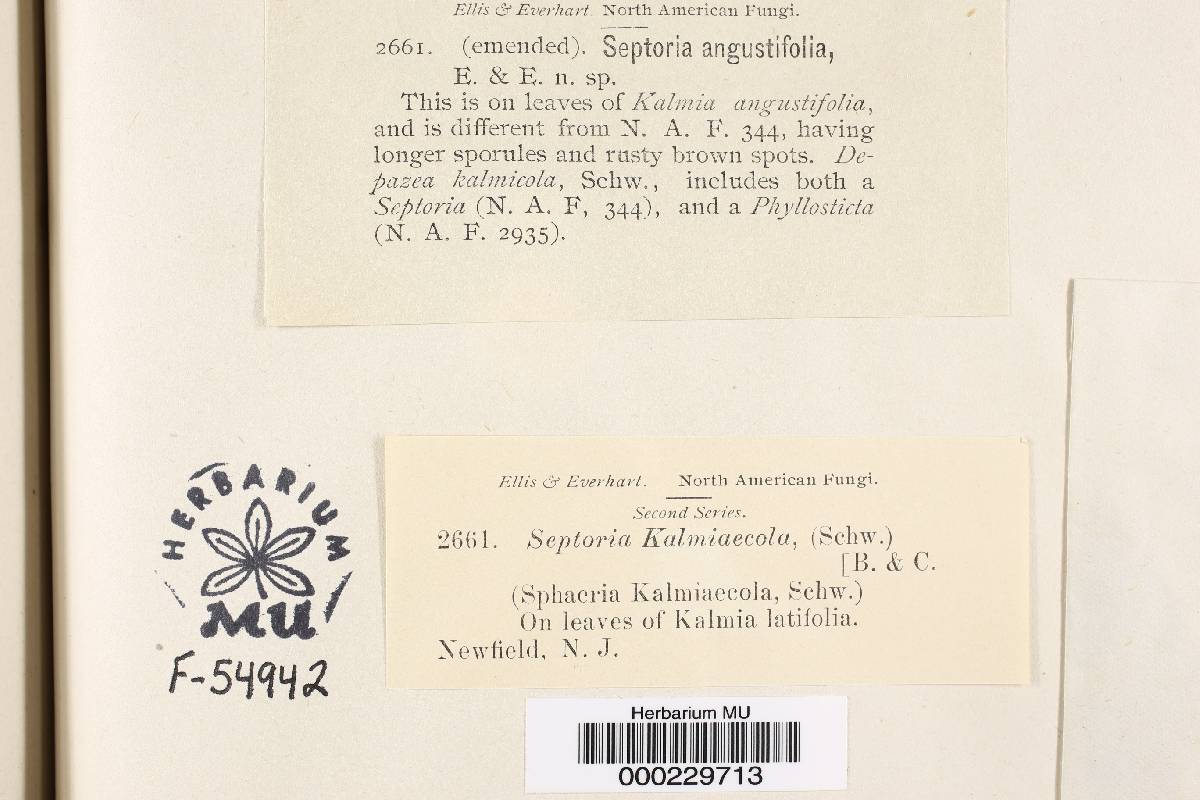 Ellis & Everhart. North American Fungi.
2661. (emended). Septoria angustifolia,
E. & E. n. sp.
This is on leaves of Kalmia angustifolia,
and is different from N. A. F. 344, having
longer sporules and rusty brown spots. De-
pazea kalmicola, Schw., includes both a
Septoria (N. A. F, 344), and a Phyllosticta
(N. A. F. 2935).
Ellis & Everhart. North American Fungi.
Second Series.
2661. Septoria Kalmiaecola, (Schw.)
[B. & C.
(Sphaeria Kalmiaecola, Schw.)
On leaves of Kalmia latifolia.
Newfield, N. J.
HERBARIUM
MU
F-54942
Herbarium MU
000229713